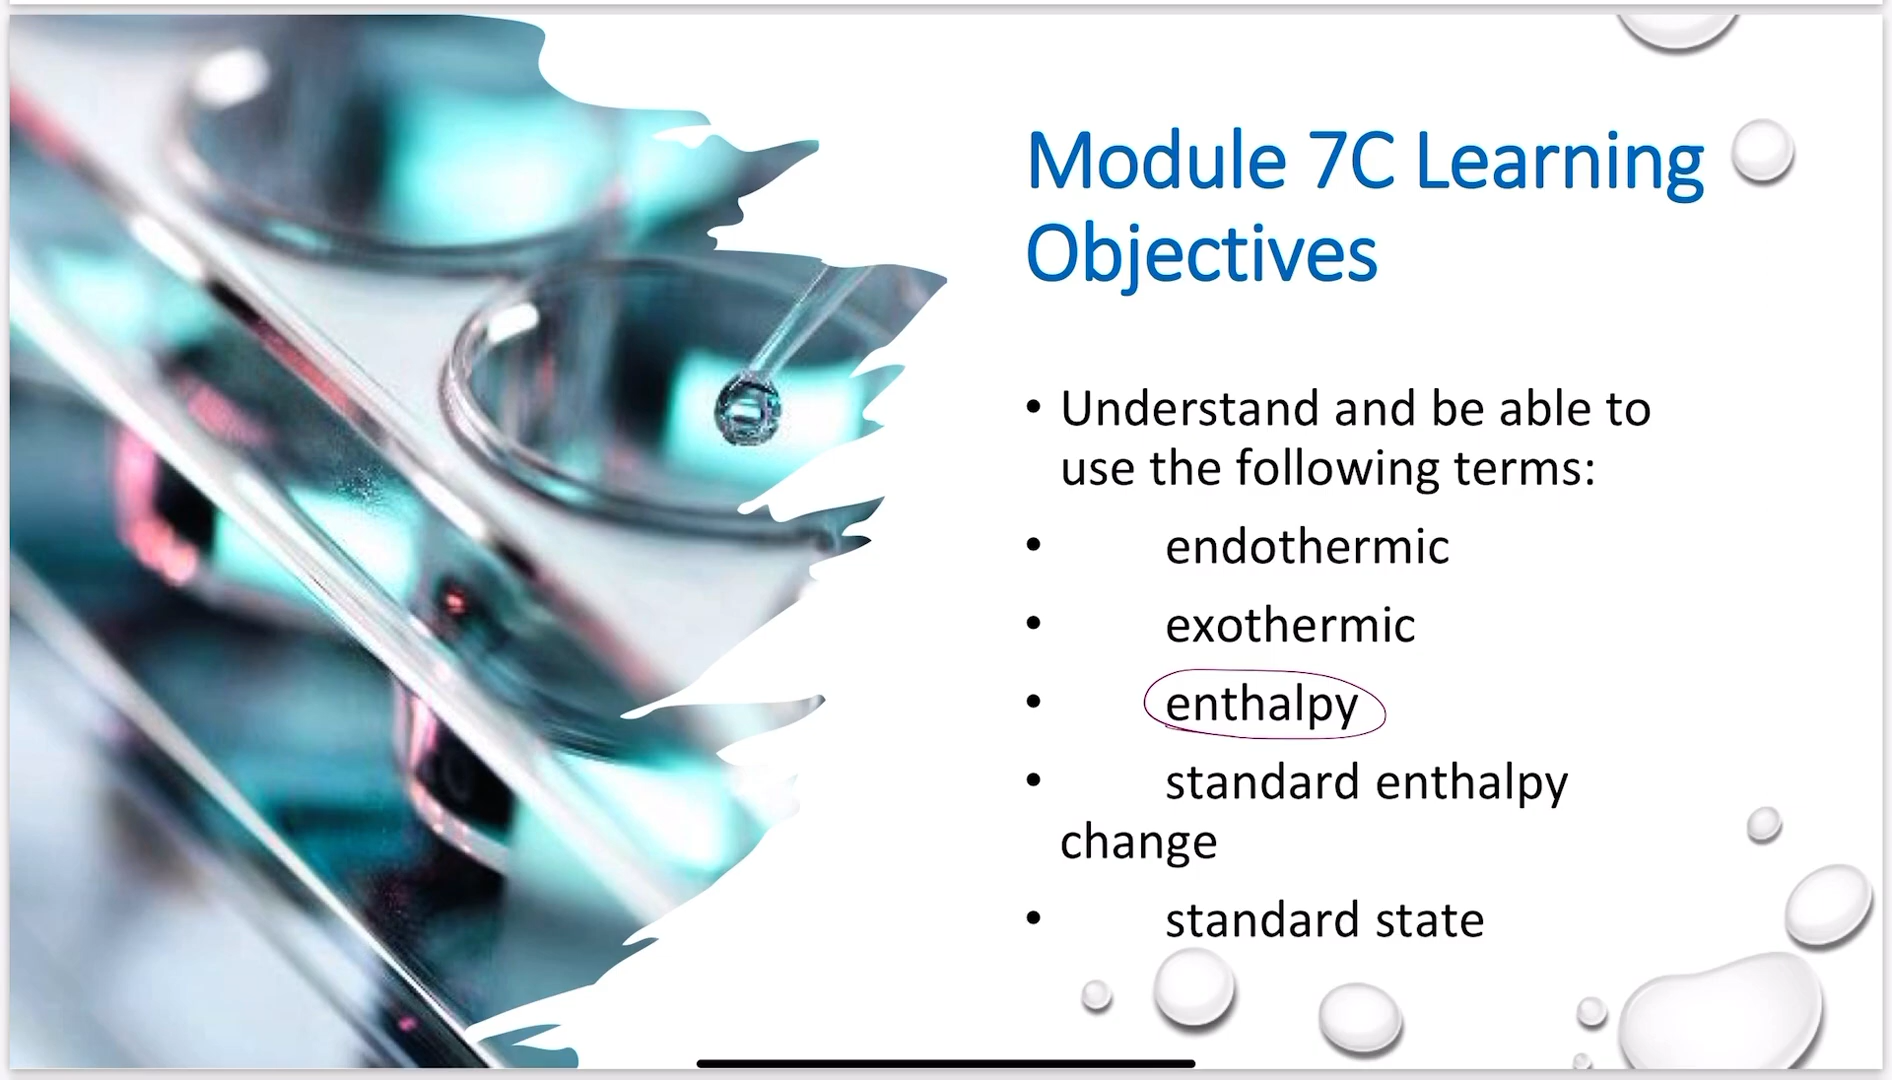 Module 7C Learning
Objectives
• Understand and be able to
use the following terms:
• endothermic
• exothermic
• enthalpy
• standard enthalpy
change
• standard state